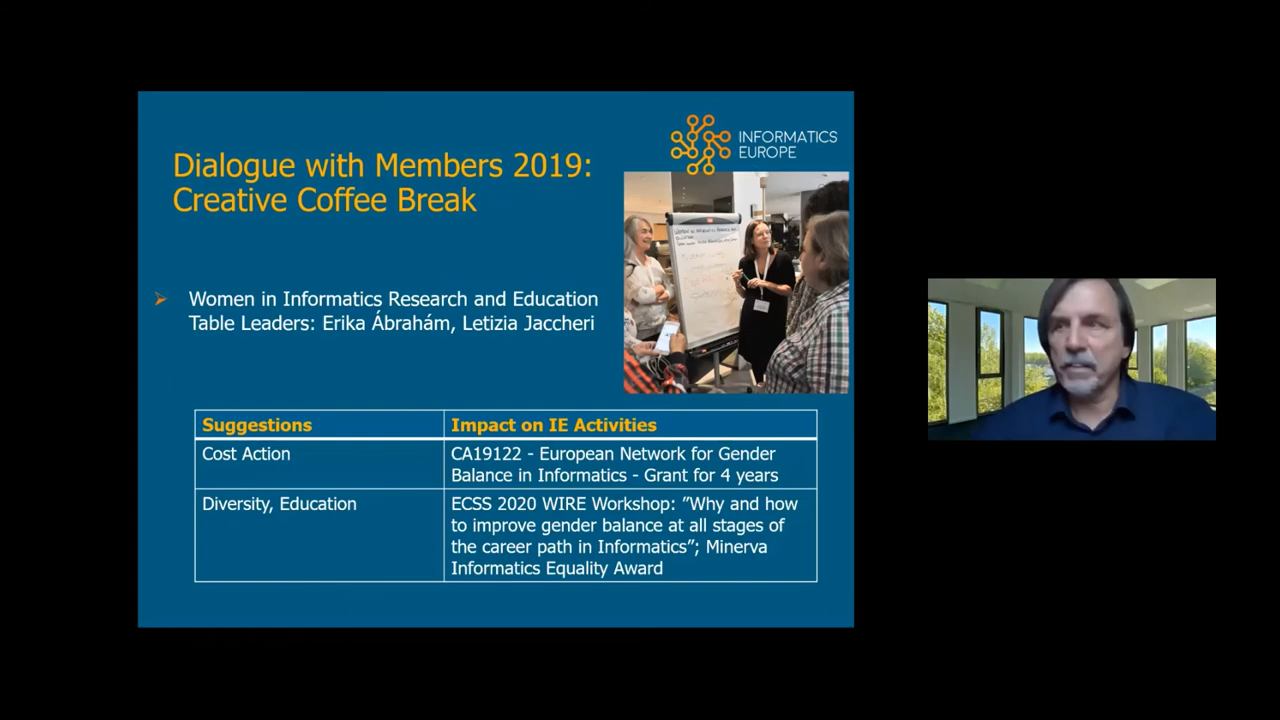 INFORMATICS
EUROPE
Dialogue with Members 2019:
Creative Coffee Break
Women in Informatics Research and Education
Table Leaders: Erika Ábrahám, Letizia Jaccheri
Suggestions
Impact on IE Activities
Cost Action
CA19122 - European Network for Gender
Balance in Informatics - Grant for 4 years
Diversity, Education
ECSS 2020 WIRE Workshop: ”Why and how
to improve gender balance at all stages of
the career path in Informatics”; Minerva
Informatics Equality Award